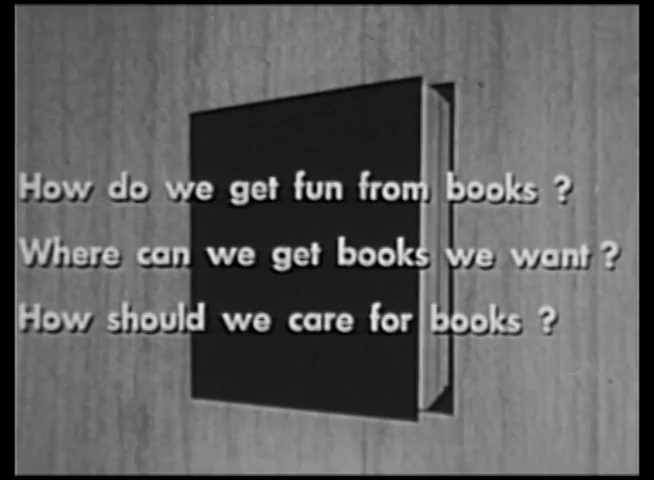 How do we get fun from books ?
Where can we get books we want ?
How should we care for books ?